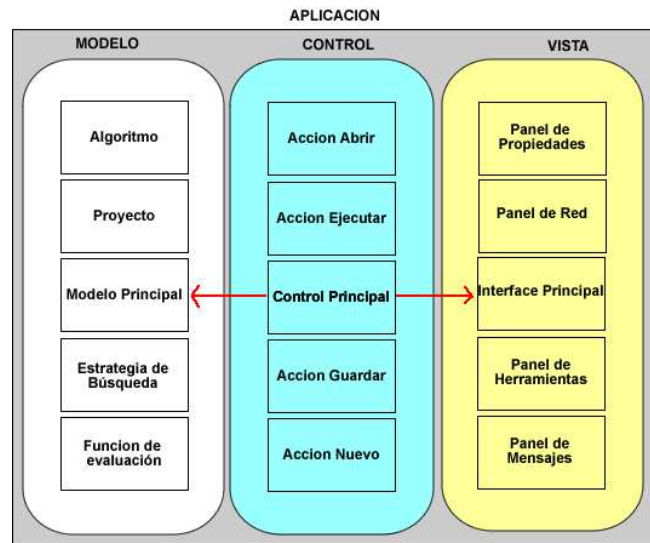 APLICACION
MODELO
CONTROL
VISTA
Algoritmo
Proyecto
Modelo Principal
Estrategia de
Búsqueda
Funcion de
evaluación
Accion Abrir
Accion Ejecutar
Control Principal
Accion Guardar
Accion Nuevo
Panel de
Propiedades
Panel de Red
Interface Principal
Panel de
Herramientas
Panel de
Mensajes